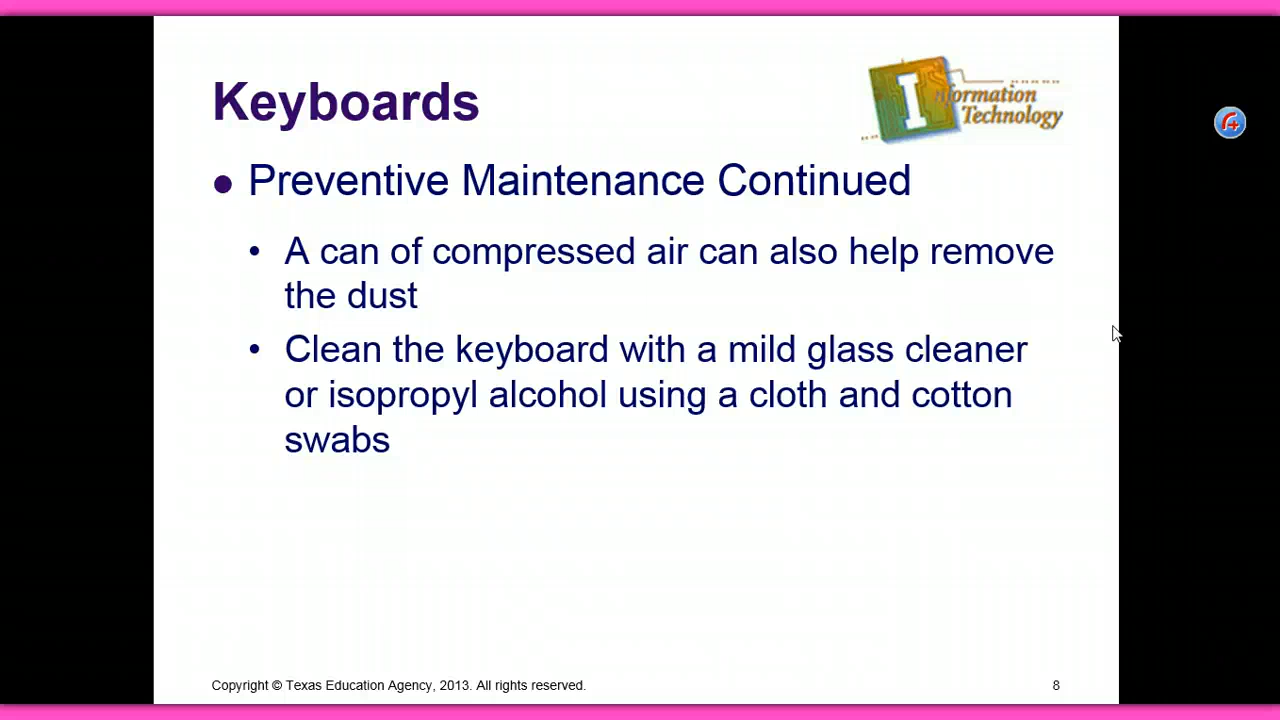 Keyboards
Information
Technology
Preventive Maintenance Continued
A can of compressed air can also help remove
the dust
Clean the keyboard with a mild glass cleaner
or isopropyl alcohol using a cloth and cotton
swabs
Copyright © Texas Education Agency, 2013. All rights reserved.
8